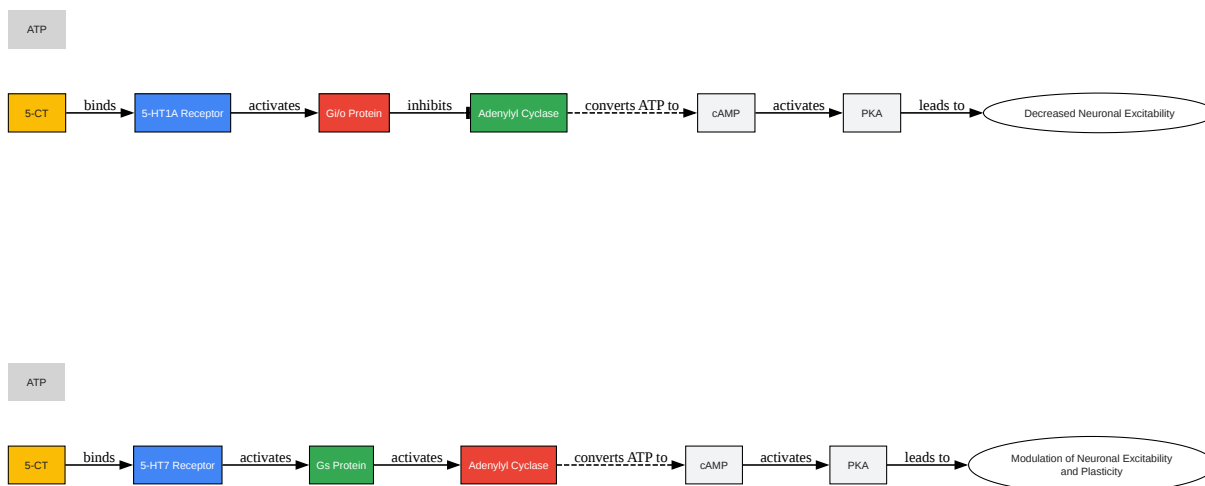 ATP
5-CT
binds
5-HT1A Receptor
activates
Gi/o Protein
inhibits
Adenylyl Cyclase
converts ATP to
cAMP
activates
PKA
leads to
Decreased Neuronal Excitability
ATP
5-CT
binds
5-HT7 Receptor
activates
Gs Protein
activates
Adenylyl Cyclase
converts ATP to
cAMP
activates
PKA
leads to
Modulation of Neuronal Excitability
and Plasticity